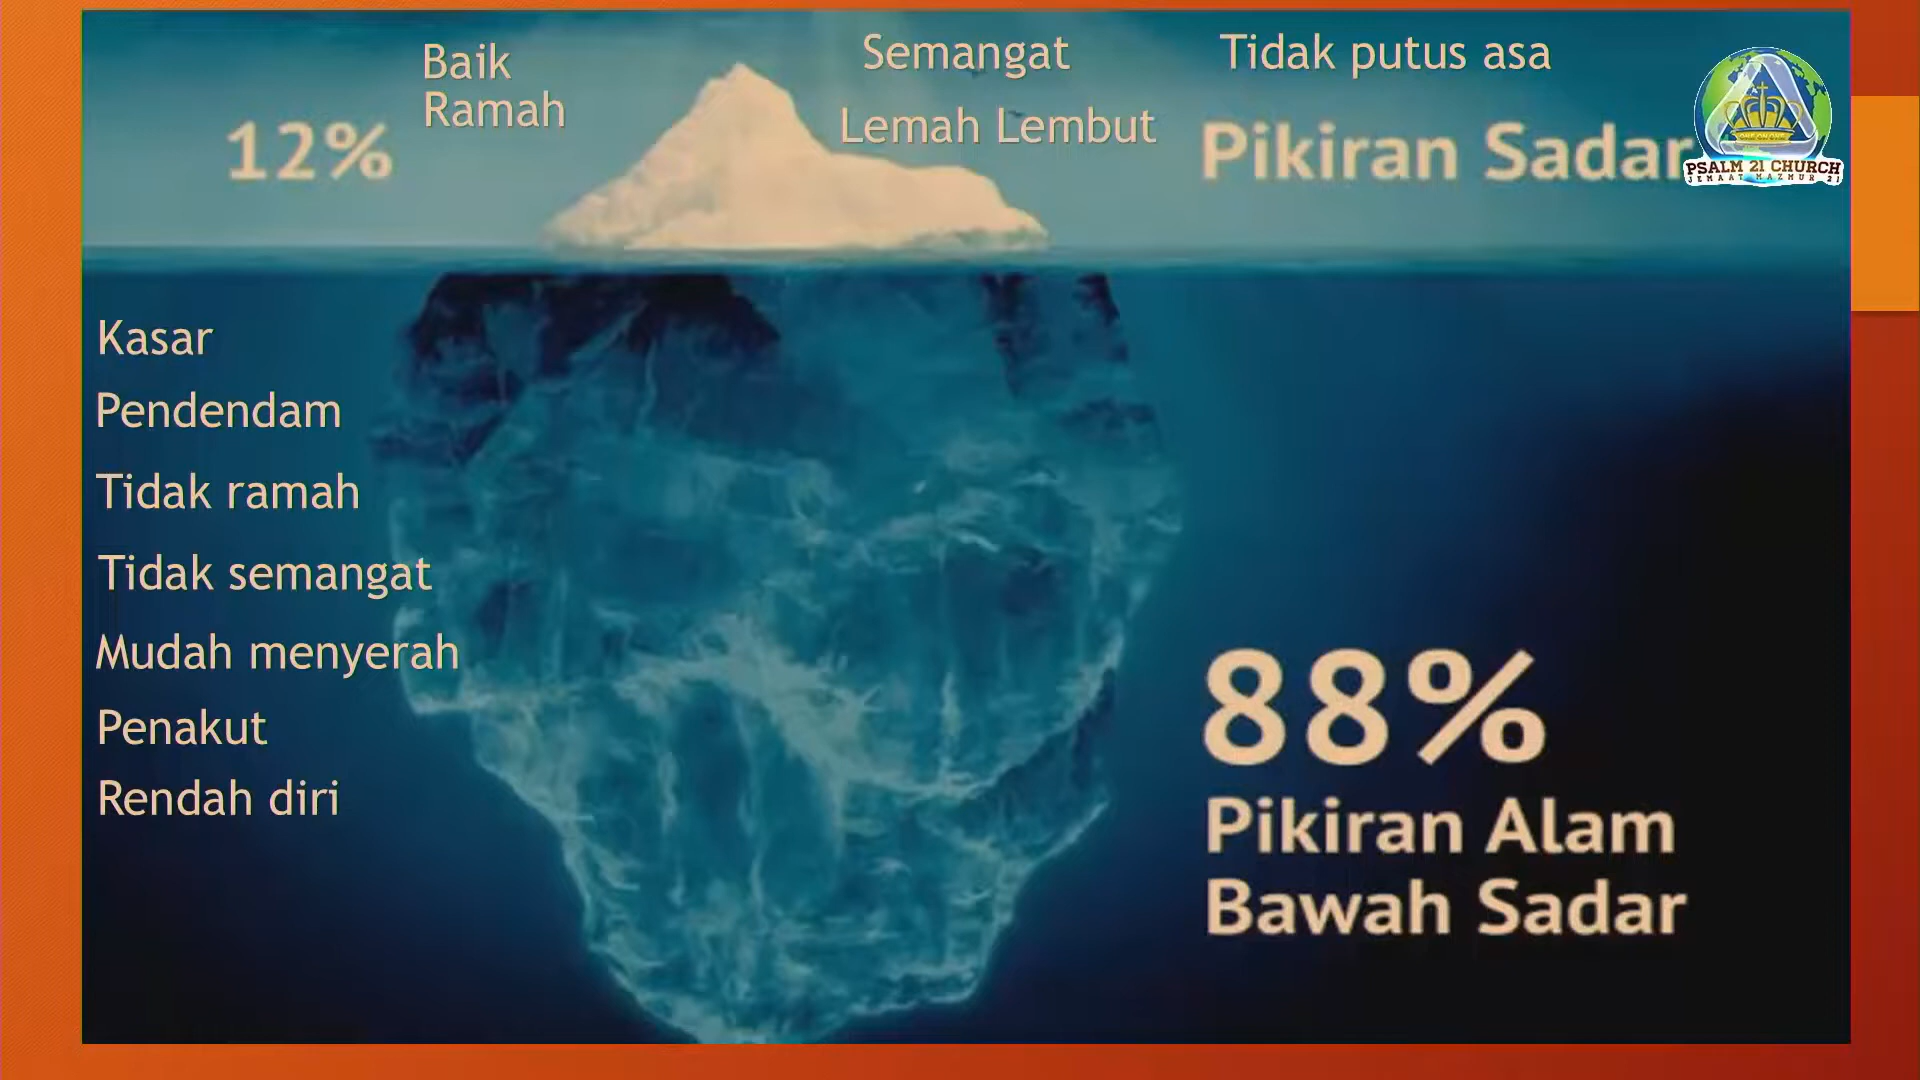 Baik
Ramah
Semangat
Lemah Lembut
Tidak putus asa
12%
Pikiran Sadar
PSALM 21 CHURCH
JEMAAT MAZMUR 21
Kasar
Pendendam
Tidak ramah
Tidak semangat
Mudah menyerah
Penakut
Rendah diri
88%
Pikiran Alam
Bawah Sadar